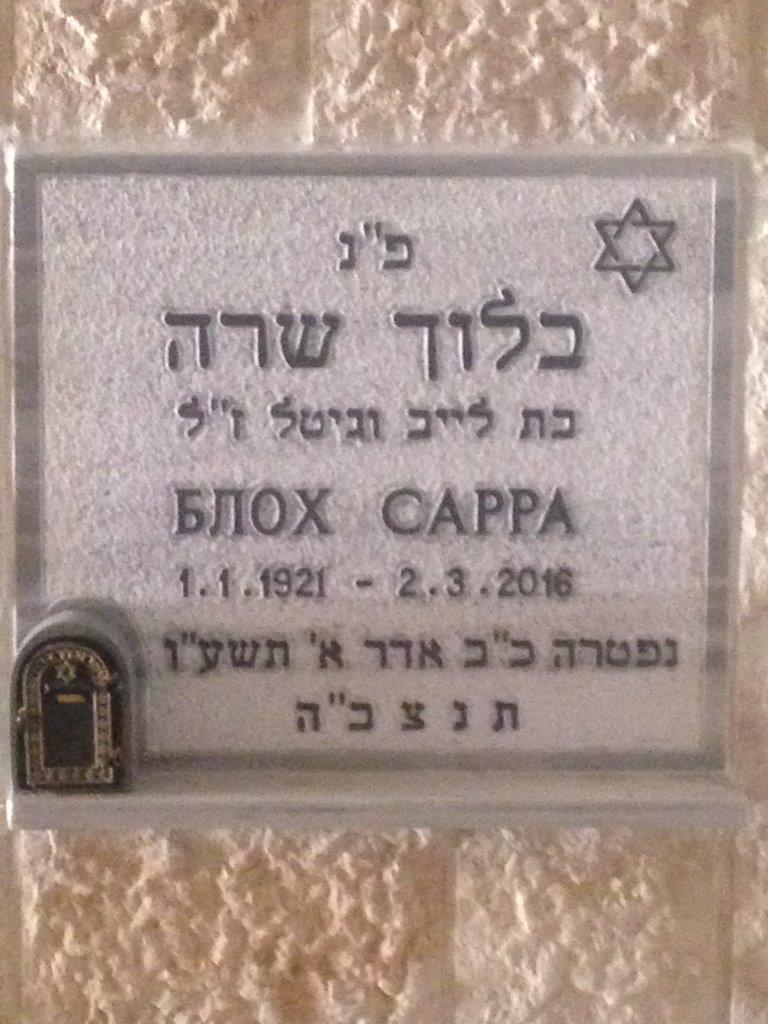 פ"נ
בלוך שרה
בת לייב וגיטל ז"ל
БЛОХ САРРА
1.1.1921 - 2.3.2016
נפטרה כ"ב אדר א' תשע"ו
ת נ צ ב"ה